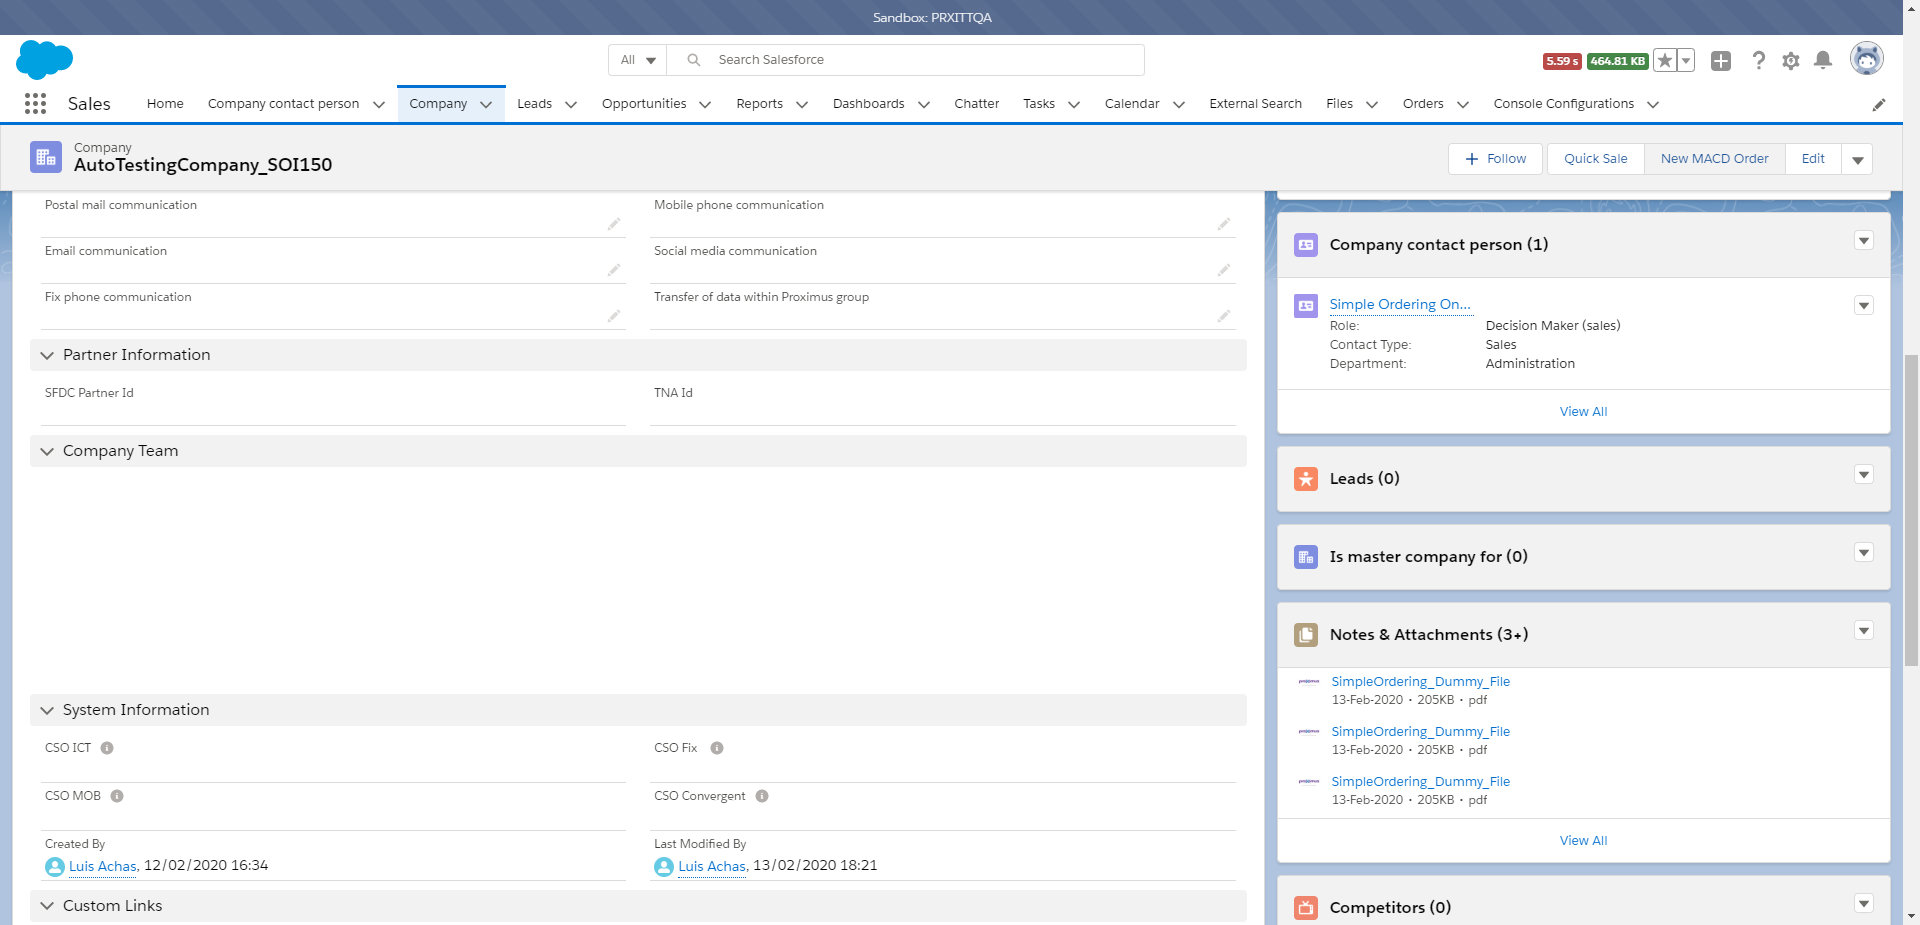 Sandbox: PRXITTQA
All
Search Salesforce
5.59 s
464.81 KB
Sales
Home
Company contact person
Company
Leads
Opportunities
Reports
Dashboards
Chatter
Tasks
Calendar
External Search
Files
Orders
Console Configurations
Company
AutoTestingCompany_SOI150
Follow
Quick Sale
New MACD Order
Edit
Postal mail communication
Mobile phone communication
Email communication
Social media communication
Fix phone communication
Transfer of data within Proximus group
Partner Information
SFDC Partner Id
TNA Id
Company Team
System Information
CSO ICT
CSO Fix
CSO MOB
CSO Convergent
Created By
Luis Achas, 12/02/2020 16:34
Last Modified By
Luis Achas, 13/02/2020 18:21
Custom Links
Company contact person (1)
Simple Ordering On...
Role: Decision Maker (sales)
Contact Type: Sales
Department: Administration
View All
Leads (0)
Is master company for (0)
Notes & Attachments (3+)
SimpleOrdering_Dummy_File
13-Feb-2020 • 205KB • pdf
SimpleOrdering_Dummy_File
13-Feb-2020 • 205KB • pdf
SimpleOrdering_Dummy_File
13-Feb-2020 • 205KB • pdf
View All
Competitors (0)